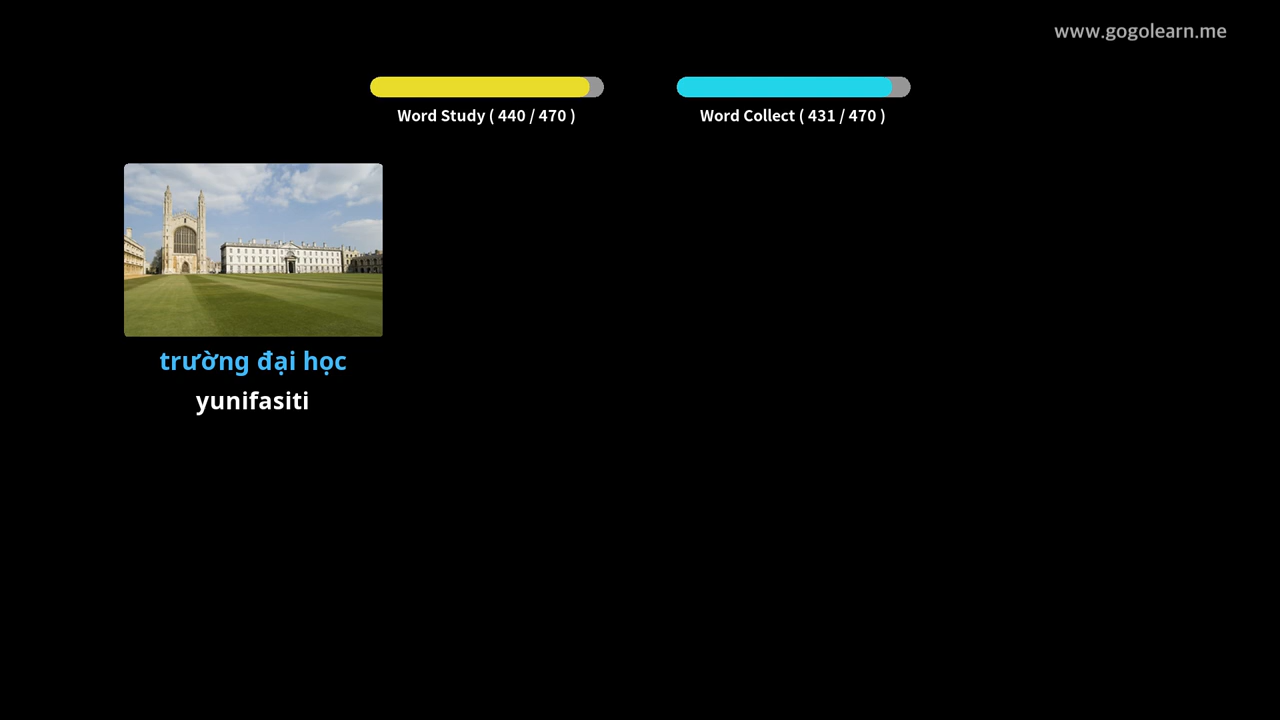 www.gogolearn.me
Word Study ( 440 / 470 )
Word Collect ( 431 / 470 )
trường đại học
yunifasiti